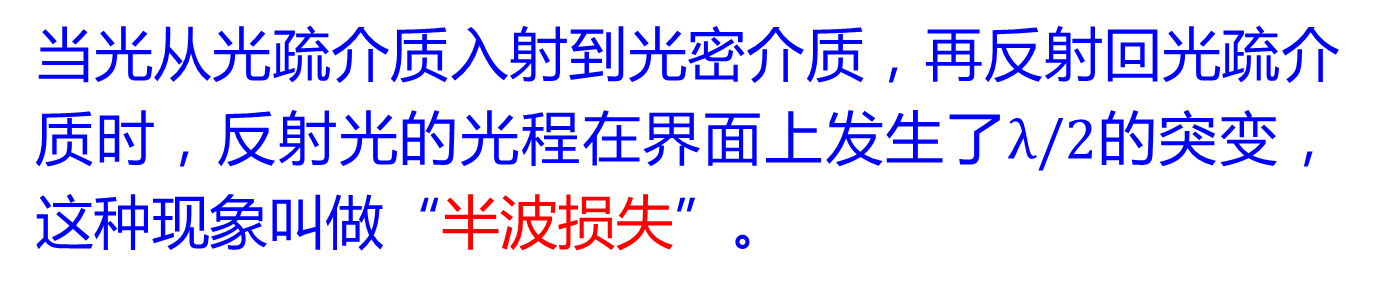 当光从光疏介质入射到光密介质，再反射回光疏介
质时，反射光的光程在界面上发生了λ/2的突变，
这种现象叫做“半波损失”。